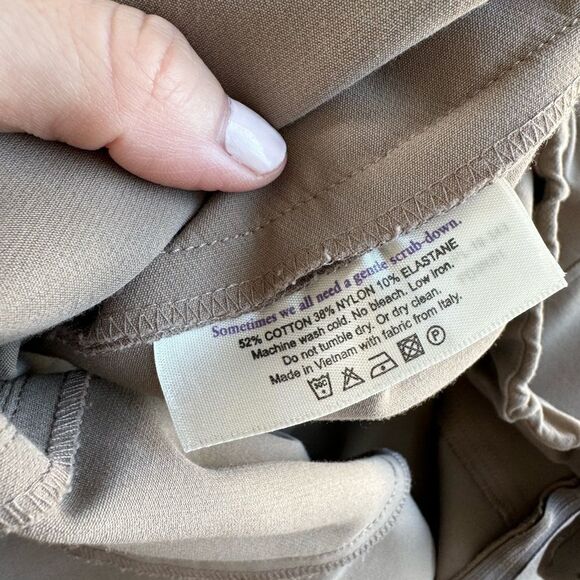 Sometimes we all need a gentle scrub-down.
52% COTTON 38% NYLON 10% ELASTANE
Machine wash cold. No bleach. Low iron.
Do not tumble dry. Or dry clean.
Made in Vietnam with fabric from Italy.
30C
P